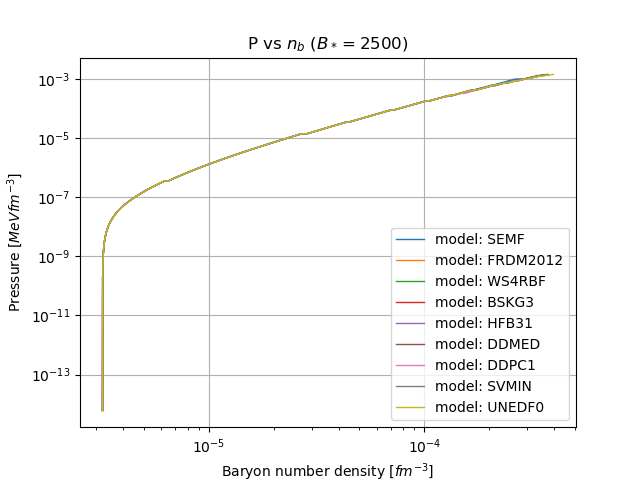 P vs $n_b$ ($B_* = 2500$)
Pressure [$MeVfm^{-3}$]
$10^{-3}$
$10^{-5}$
$10^{-7}$
$10^{-9}$
$10^{-11}$
$10^{-13}$
model: SEMF
model: FRDM2012
model: WS4RBF
model: BSKG3
model: HFB31
model: DDMED
model: DDPC1
model: SVMIN
model: UNEDF0
$10^{-5}$
$10^{-4}$
Baryon number density [$fm^{-3}$]